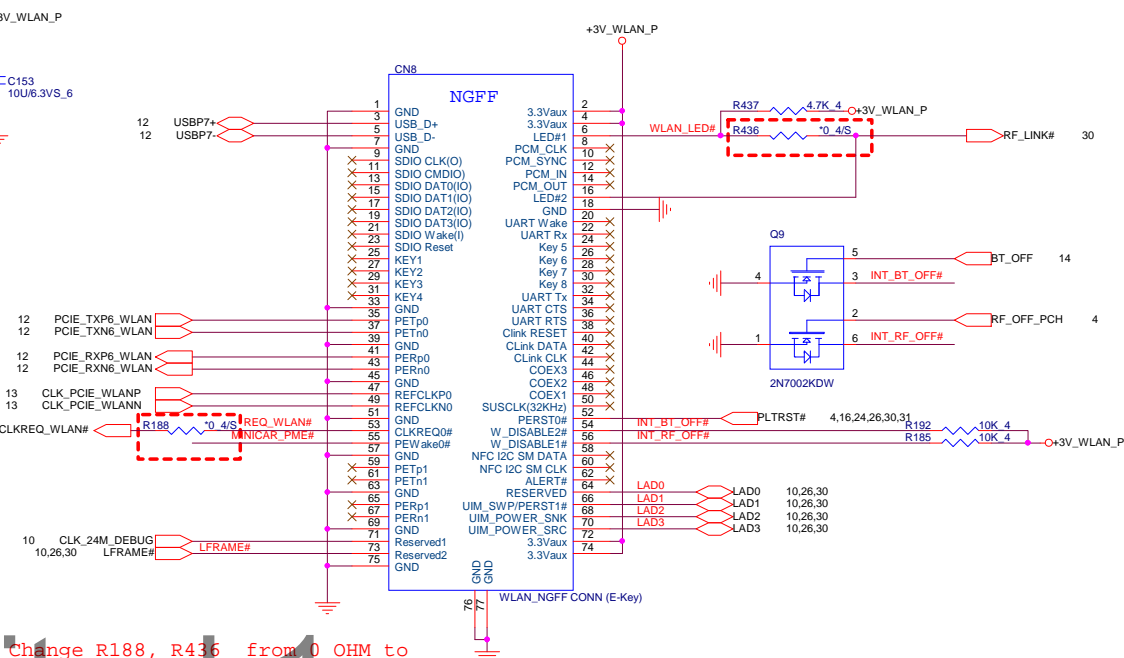 3V_WLAN_P
+3V_WLAN_P
C153
10U/6.3VS_6
CN8
NGFF
1 GND
3 USB_D+
5 USB_D-
7 GND
9 SDIO CLK(O)
11 SDIO CMDIO)
13 SDIO DAT0(IO)
15 SDIO DAT1(IO)
17 SDIO DAT2(IO)
19 SDIO DAT3(IO)
21 SDIO Wake(I)
23 SDIO Reset
25 KEY1
27 KEY2
29 KEY3
31 KEY4
33 GND
35 PETp0
37 PETn0
39 GND
41 PERp0
43 PERn0
45 GND
47 REFCLKP0
49 REFCLKN0
51 GND
53 CLKREQ0#
55 PEWake0#
57 GND
59 PETp1
61 PETn1
63 GND
65 PERp1
67 PERn1
69 GND
71 Reserved1
73 Reserved2
75 GND
3.3Vaux 2
3.3Vaux 4
LED#1 6
PCM_CLK 8
PCM_SYNC 10
PCM_IN 12
PCM_OUT 14
LED#2 16
GND 18
UART Wake 20
UART Rx 22
Key 5 24
Key 6 26
Key 7 28
Key 8 30
UART Tx 32
UART CTS 34
UART RTS 36
Clink RESET 38
CLink DATA 40
CLink CLK 42
COEX3 44
COEX2 46
COEX1 48
SUSCLK(32KHz) 50
PERST0# 52
W_DISABLE2# 54
W_DISABLE1# 56
NFC I2C SM DATA 58
NFC I2C SM CLK 60
ALERT# 62
RESERVED 64
UIM_SWP/PERST1# 66
UIM_POWER_SNK 68
UIM_POWER_SRC 70
3.3Vaux 72
3.3Vaux 74
GND
GND
76
77
WLAN_NGFF CONN (E-Key)
12 USBP7+
12 USBP7-
12 PCIE_TXP6_WLAN
12 PCIE_TXN6_WLAN
12 PCIE_RXP6_WLAN
12 PCIE_RXN6_WLAN
13 CLK_PCIE_WLANP
13 CLK_PCIE_WLANN
CLKREQ_WLAN# R188 *0_4/S REQ_WLAN#
MINICAR_PME#
10 CLK_24M_DEBUG
10,26,30 LFRAME# LFRAME#
R437 4.7K_4 +3V_WLAN_P
WLAN_LED# R436 *0_4/S RF_LINK# 30
Q9
5 BT_OFF 14
4 3 INT_BT_OFF#
2 RF_OFF_PCH 4
1 6 INT_RF_OFF#
2N7002KDW
PLTRST# 4,16,24,26,30,31
INT_BT_OFF# R192 10K_4
INT_RF_OFF# R185 10K_4 +3V_WLAN_P
LAD0 LAD0 10,26,30
LAD1 LAD1 10,26,30
LAD2 LAD2 10,26,30
LAD3 LAD3 10,26,30
Change R188, R436 from 0 OHM to